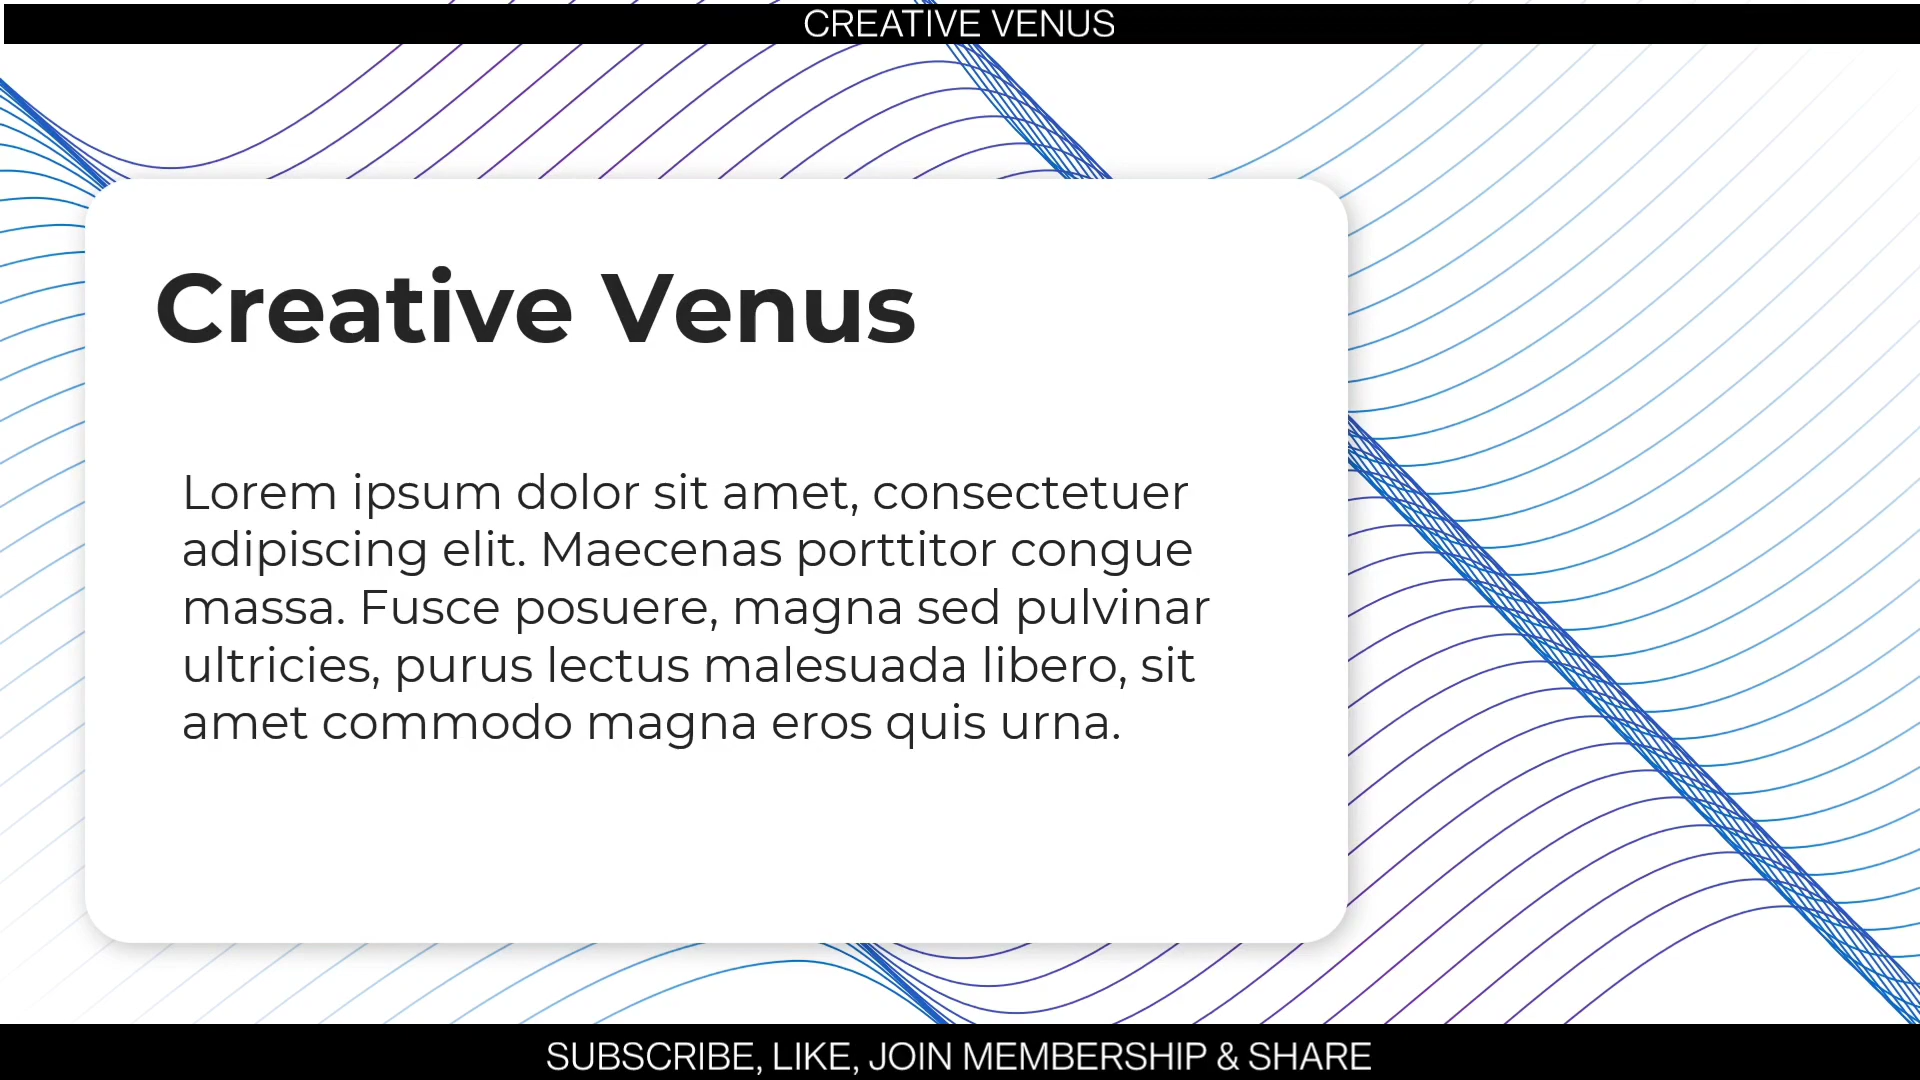 CREATIVE VENUS
Creative Venus
Lorem ipsum dolor sit amet, consectetuer
adipiscing elit. Maecenas porttitor congue
massa. Fusce posuere, magna sed pulvinar
ultricies, purus lectus malesuada libero, sit
amet commodo magna eros quis urna.
SUBSCRIBE, LIKE, JOIN MEMBERSHIP & SHARE